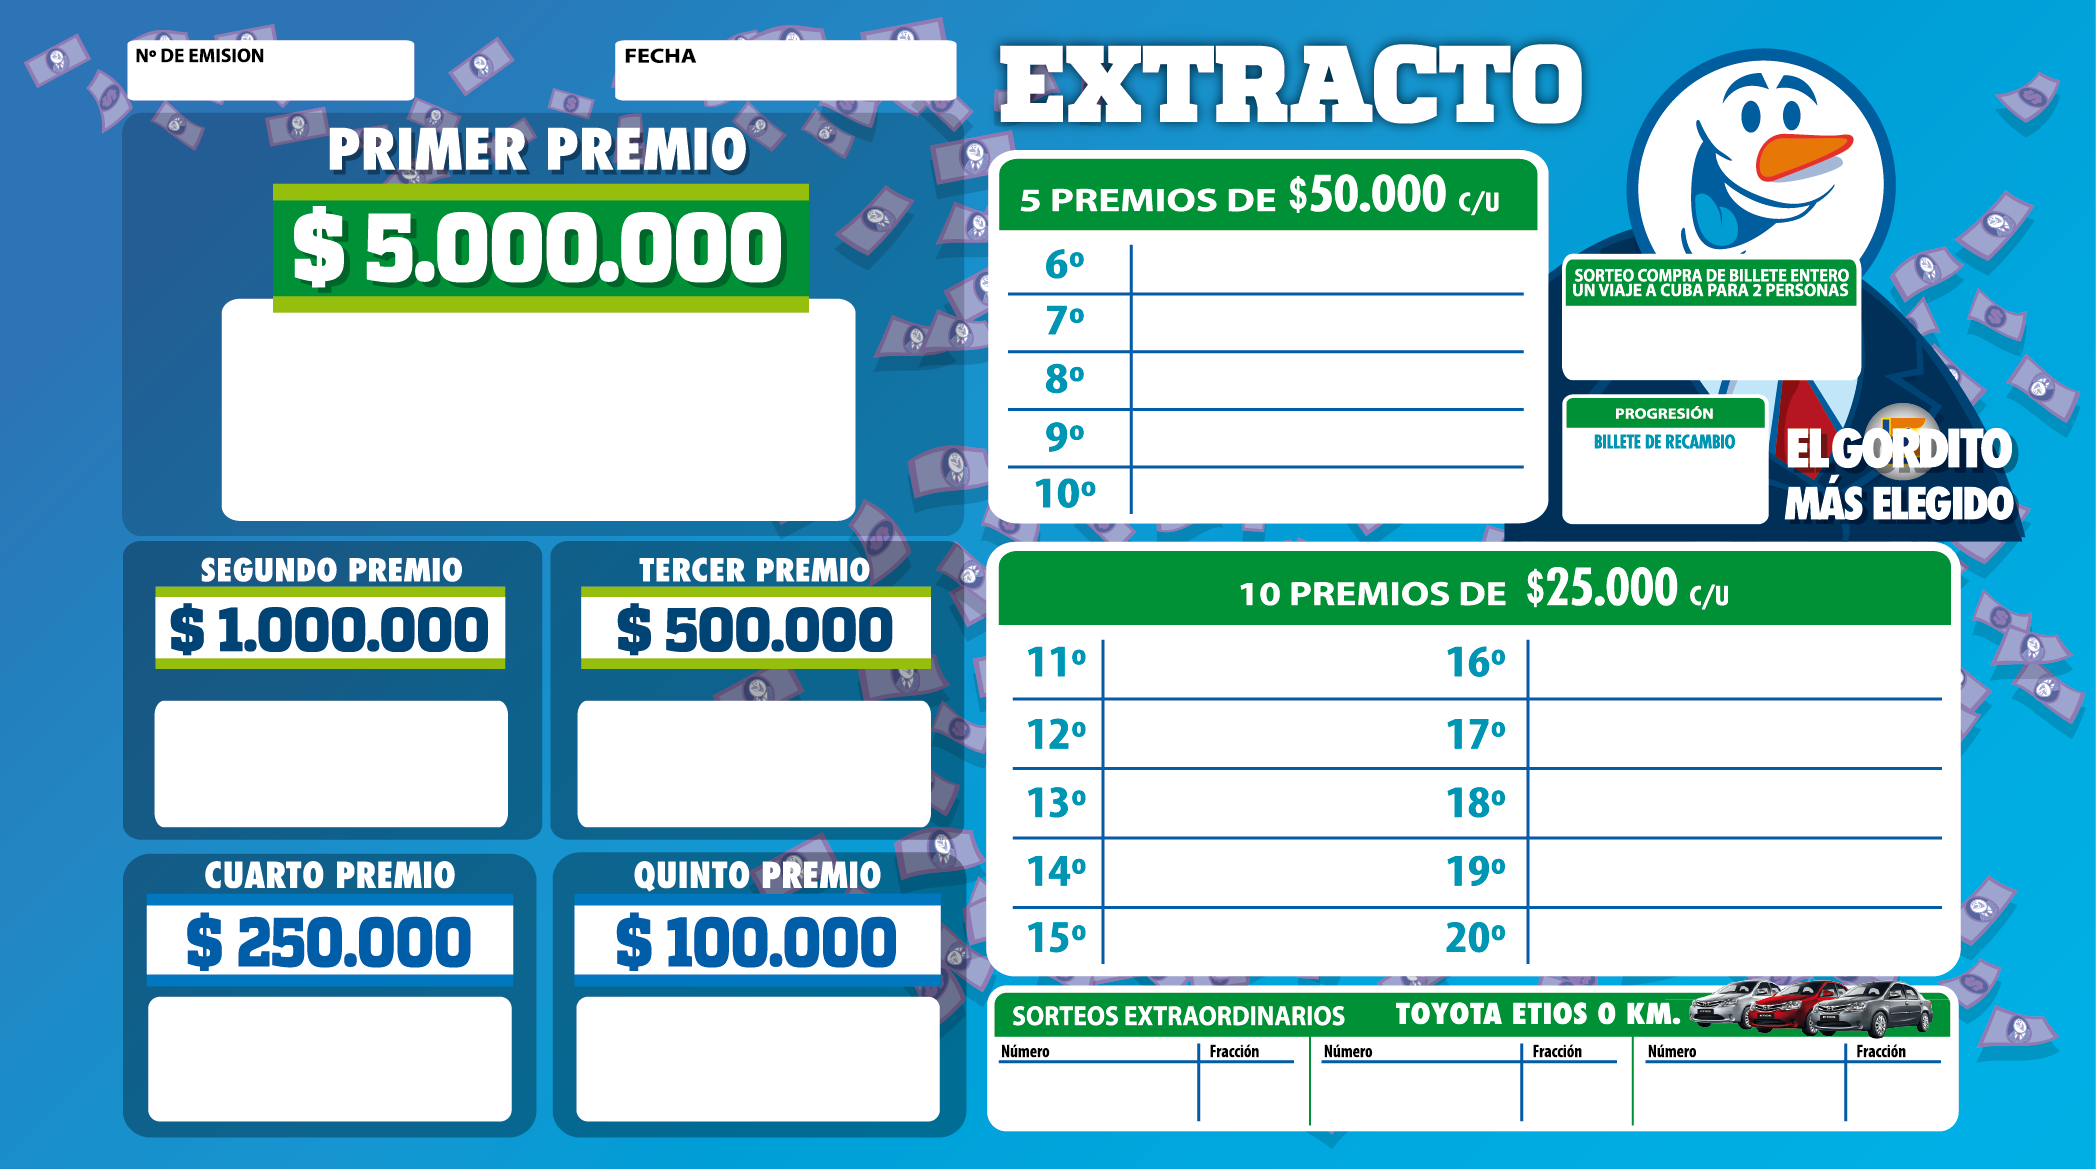 Nº DE EMISION
FECHA
PRIMER PREMIO
$ 5.000.000
SEGUNDO PREMIO
$ 1.000.000
TERCER PREMIO
$ 500.000
CUARTO PREMIO
$ 250.000
QUINTO PREMIO
$ 100.000
EXTRACTO
5 PREMIOS DE $50.000 C/U
6º
7º
8º
9º
10º
SORTEO COMPRA DE BILLETE ENTERO
UN VIAJE A CUBA PARA 2 PERSONAS
PROGRESIÓN
BILLETE DE RECAMBIO
EL GORDITO
MÁS ELEGIDO
10 PREMIOS DE $25.000 C/U
11º 16º
12º 17º
13º 18º
14º 19º
15º 20º
SORTEOS EXTRAORDINARIOS TOYOTA ETIOS 0 KM.
Número Fracción Número Fracción Número Fracción